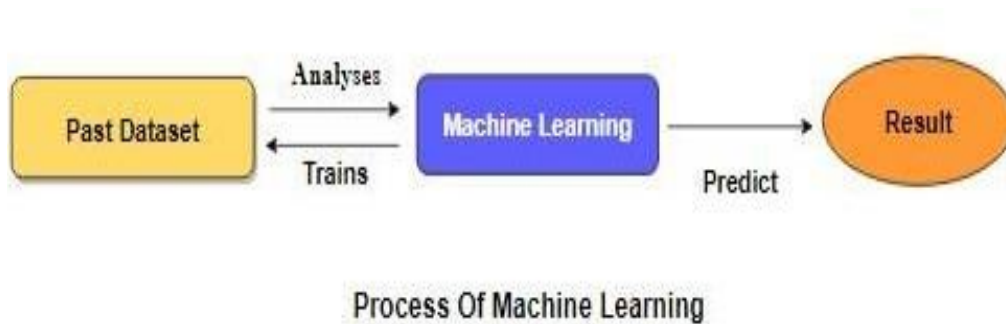 Analyses
Past Dataset
Machine Learning
Result
Trains
Predict
Process Of Machine Learning